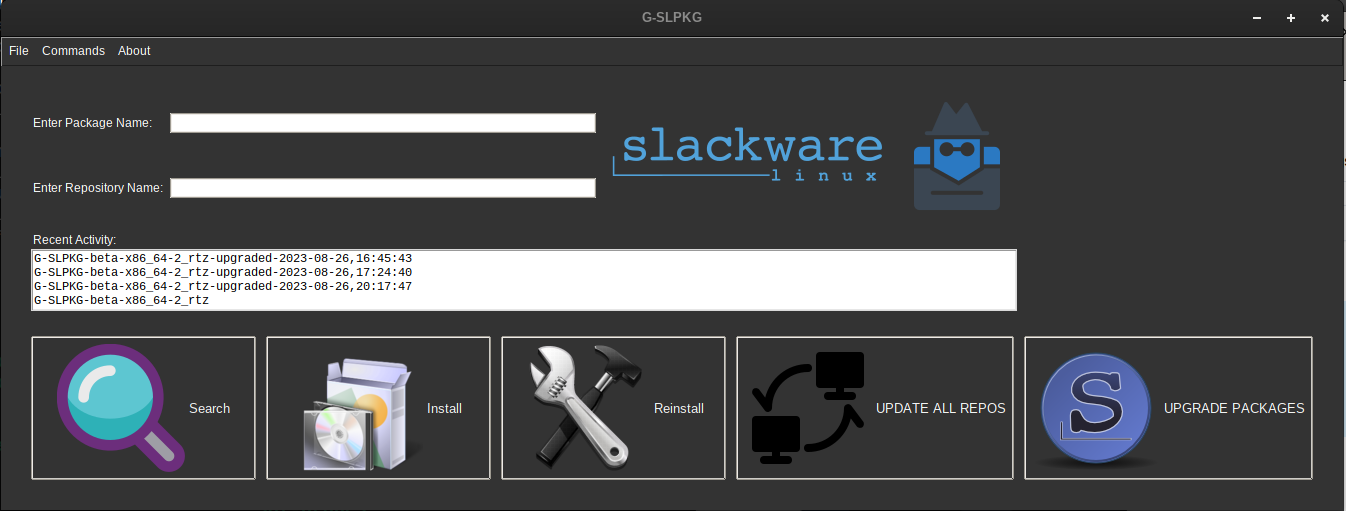 G-SLPKG
File Commands About
Enter Package Name:
slackware
linux
Enter Repository Name:
Recent Activity:
G-SLPKG-beta-x86_64-2_rtz-upgraded-2023-08-26,16:45:43
G-SLPKG-beta-x86_64-2_rtz-upgraded-2023-08-26,17:24:40
G-SLPKG-beta-x86_64-2_rtz-upgraded-2023-08-26,20:17:47
G-SLPKG-beta-x86_64-2_rtz
Search
Install
Reinstall
UPDATE ALL REPOS
S
UPGRADE PACKAGES